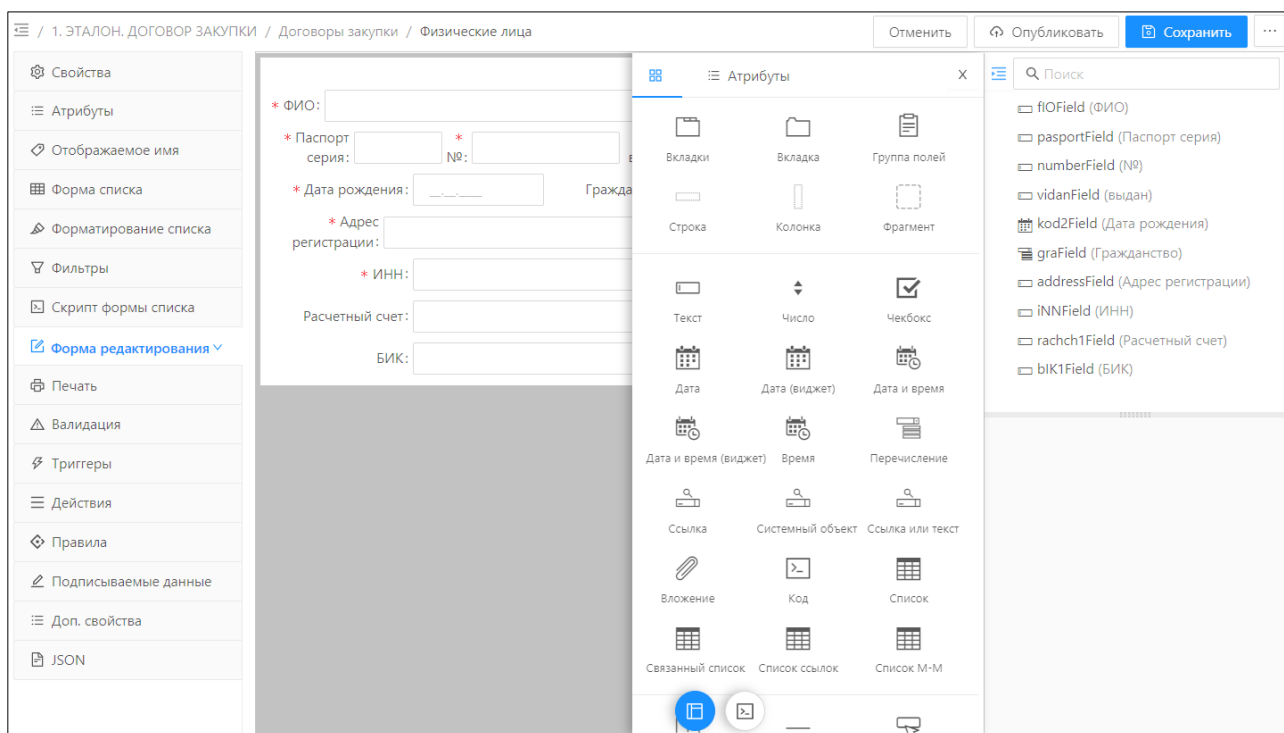 / 1. ЭТАЛОН. ДОГОВОР ЗАКУПКИ / Договоры закупки / Физические лица
Отменить
Опубликовать
Сохранить
...
Свойства
Атрибуты
Отображаемое имя
Форма списка
Форматирование списка
Фильтры
Скрипт формы списка
Форма редактирования
Печать
Валидация
Триггеры
Действия
Правила
Подписываемые данные
Доп. свойства
JSON
* ФИО:
* Паспорт
серия:
*
№:
* Дата рождения: __.__.____
Гражда
* Адрес
регистрации:
* ИНН:
Расчетный счет:
БИК:
Атрибуты
X
Вкладки Вкладка Группа полей
Строка Колонка Фрагмент
Текст Число Чекбокс
Дата Дата (виджет) Дата и время
Дата и время (виджет) Время Перечисление
Ссылка Системный объект Ссылка или текст
Вложение Код Список
Связанный список Список ссылок Список М-М
Поиск
fIOField (ФИО)
pasportField (Паспорт серия)
numberField (№)
vidanField (выдан)
kod2Field (Дата рождения)
graField (Гражданство)
addressField (Адрес регистрации)
iNNField (ИНН)
rachch1Field (Расчетный счет)
bIK1Field (БИК)